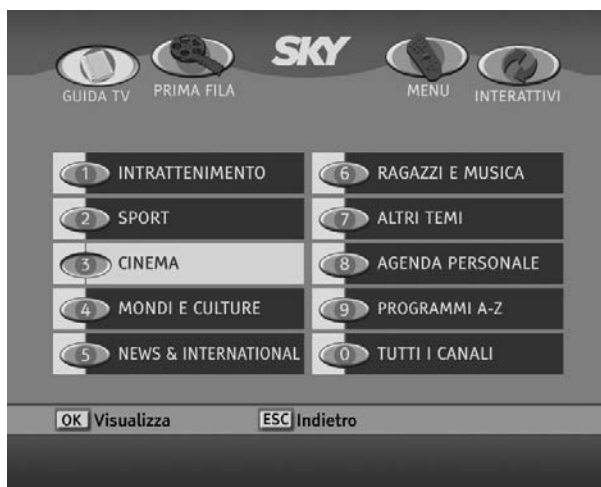 SKY
GUIDA TV
PRIMA FILA
MENU
INTERATTIVI
1 INTRATTENIMENTO
2 SPORT
3 CINEMA
4 MONDI E CULTURE
5 NEWS & INTERNATIONAL
6 RAGAZZI E MUSICA
7 ALTRI TEMI
8 AGENDA PERSONALE
9 PROGRAMMI A-Z
0 TUTTI I CANALI
OK Visualizza
ESC Indietro